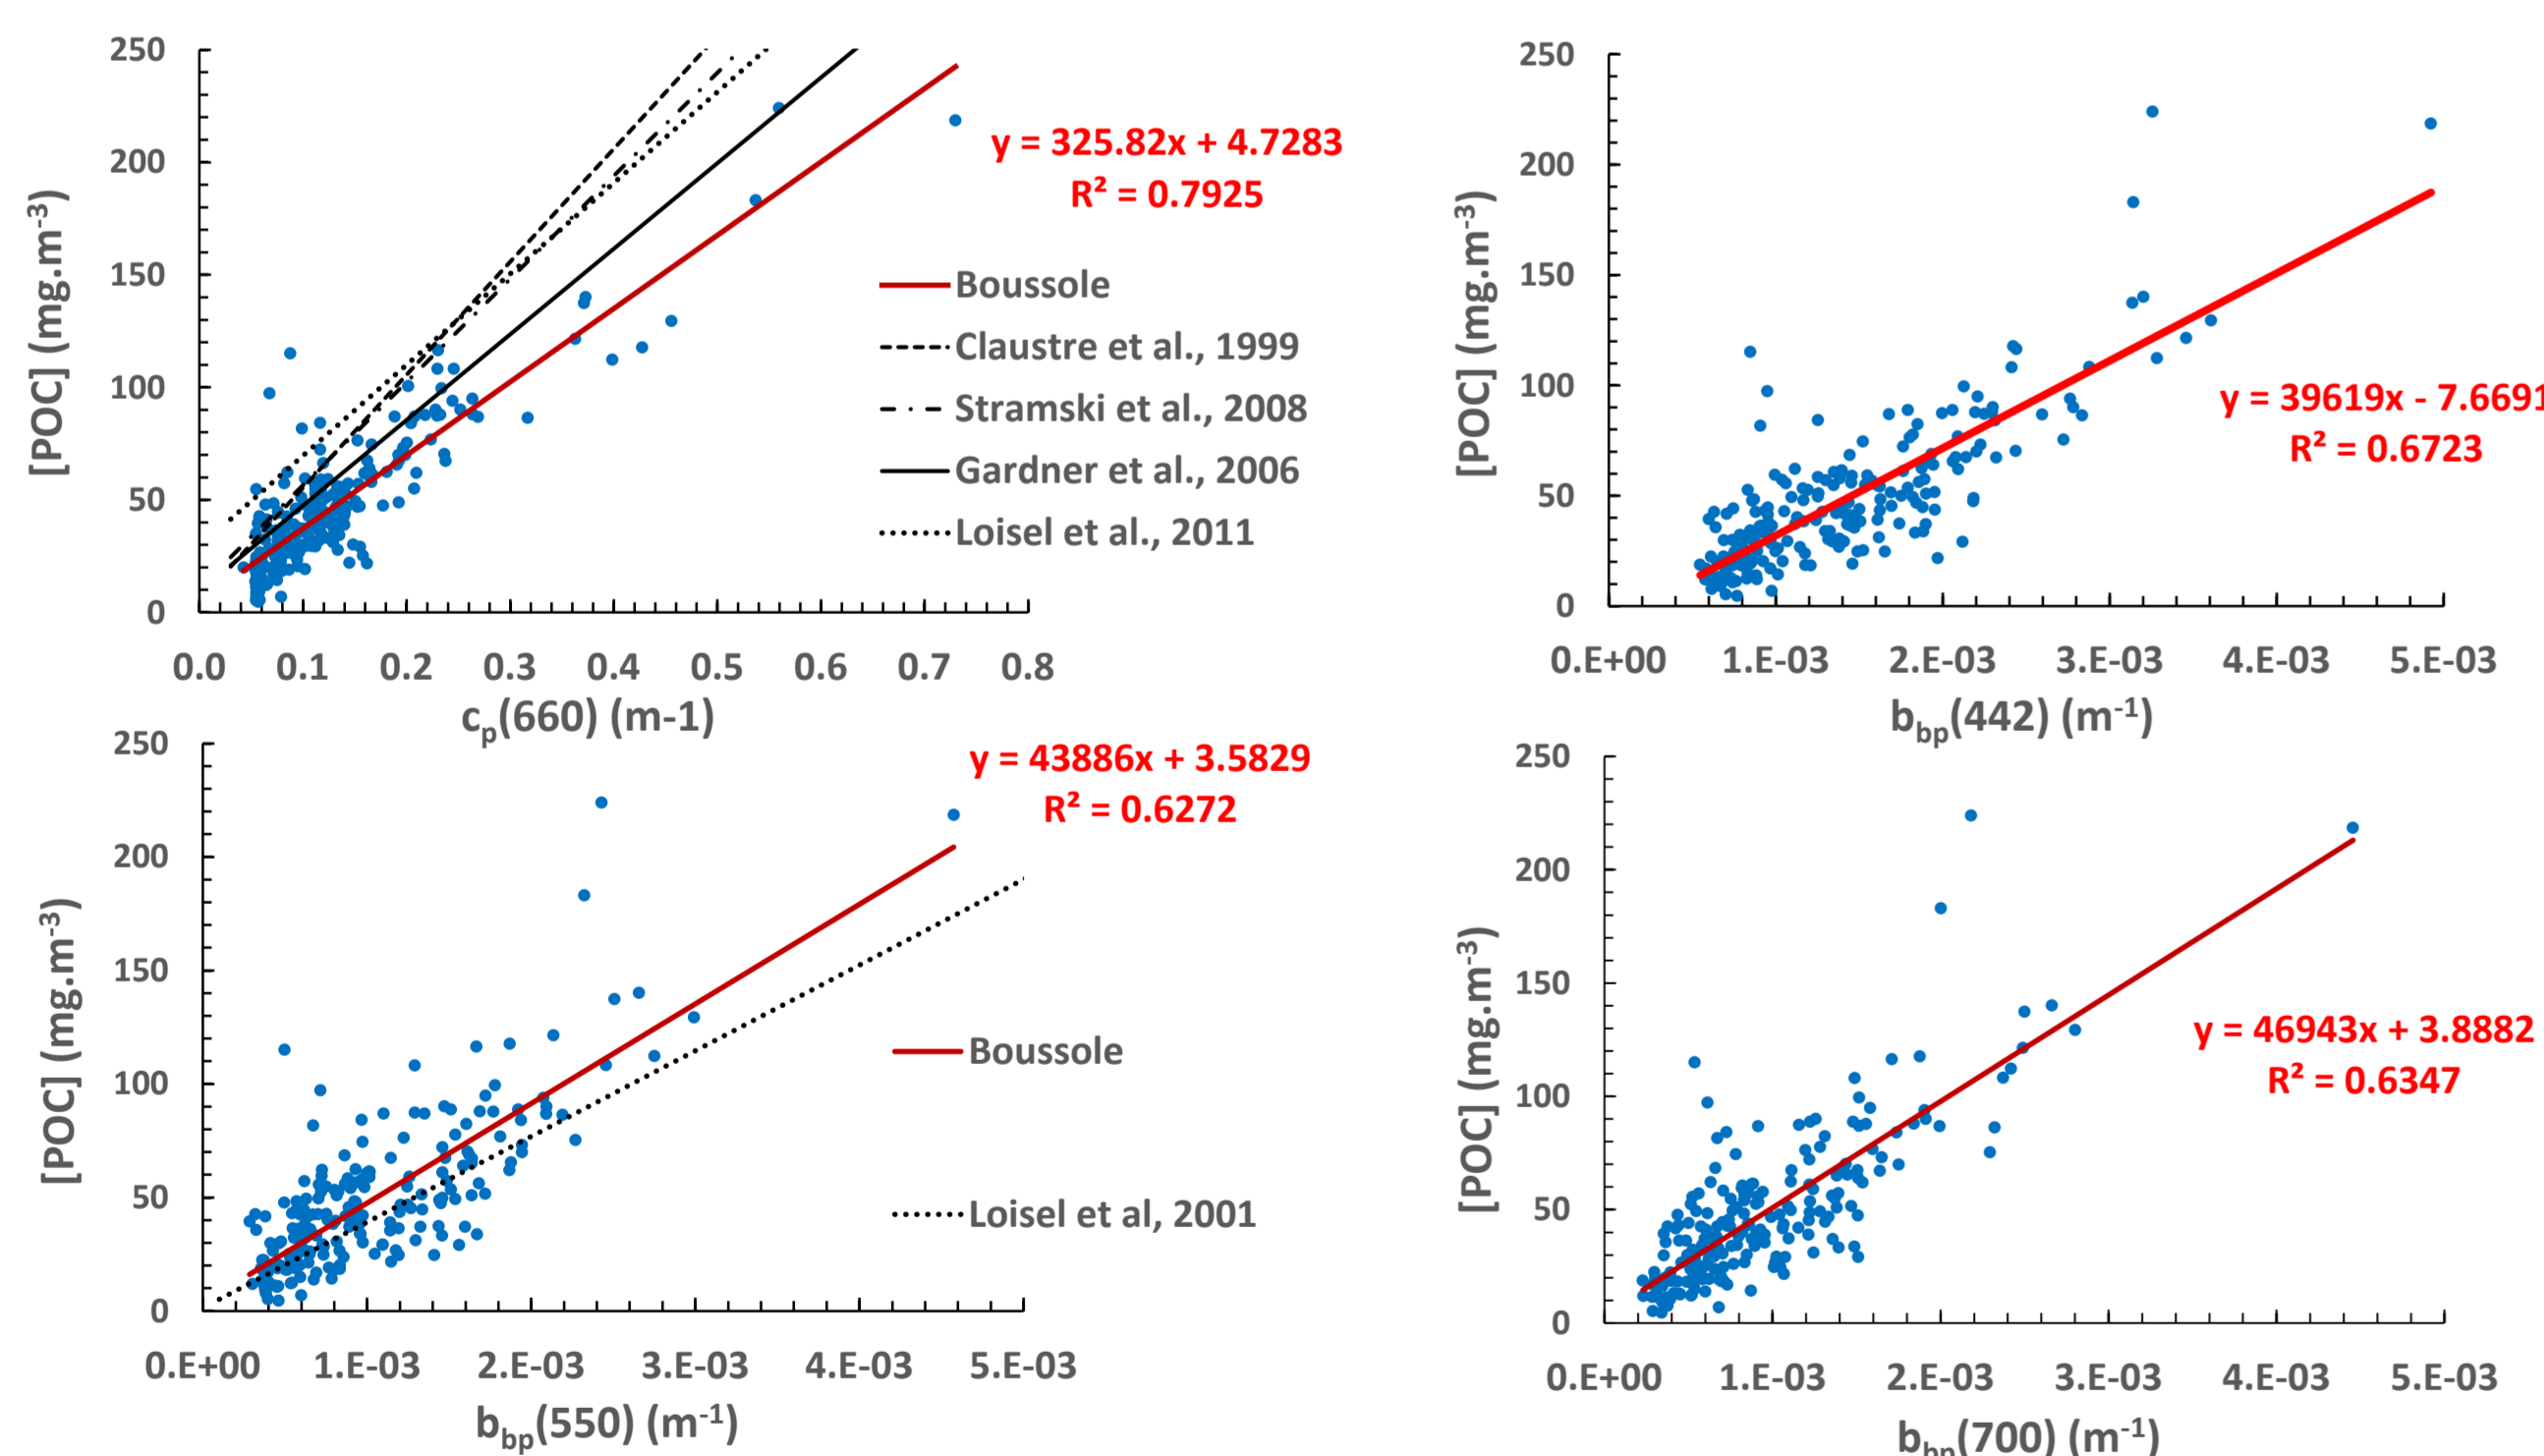 250
200
150
100
50
0
[POC] (mg.m-3)
0.0 0.1 0.2 0.3 0.4 0.5 0.6 0.7 0.8
cp(660) (m-1)
y = 325.82x + 4.7283
R² = 0.7925
Boussole
Claustre et al., 1999
Stramski et al., 2008
Gardner et al., 2006
Loisel et al., 2011
250
200
150
100
50
0
[POC] (mg.m-3)
0.E+00 1.E-03 2.E-03 3.E-03 4.E-03 5.E-03
bbp(442) (m-1)
y = 39619x - 7.6691
R² = 0.6723
250
200
150
100
50
0
[POC] (mg.m-3)
0.E+00 1.E-03 2.E-03 3.E-03 4.E-03 5.E-03
bbp(550) (m-1)
y = 43886x + 3.5829
R² = 0.6272
Boussole
Loisel et al, 2001
250
200
150
100
50
0
[POC] (mg.m-3)
0.E+00 1.E-03 2.E-03 3.E-03 4.E-03 5.E-03
bbp(700) (m-1)
y = 46943x + 3.8882
R² = 0.6347